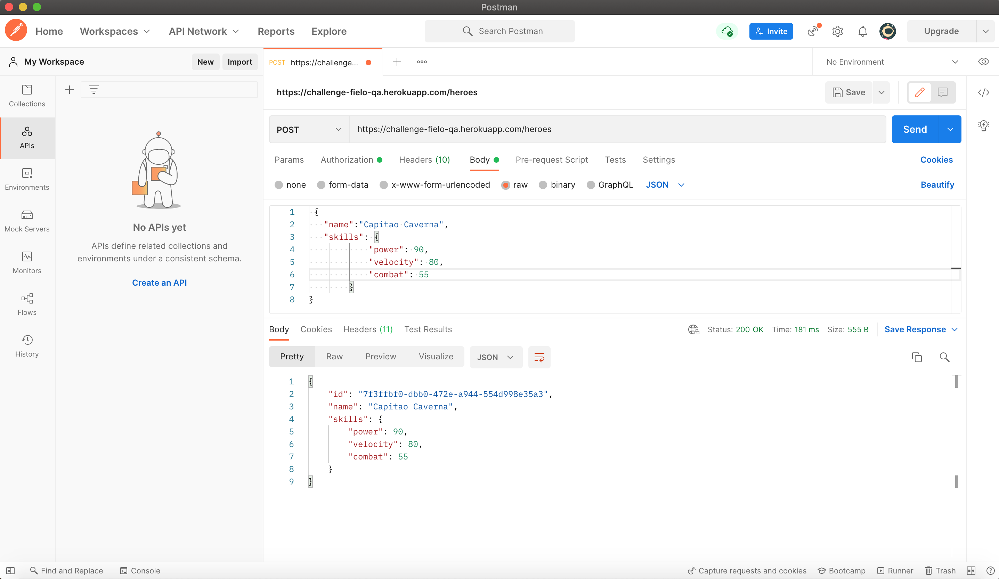 Postman
Home Workspaces API Network Reports Explore Search Postman Invite Upgrade
My Workspace New Import POST https://challenge... No Environment
https://challenge-fielo-qa.herokuapp.com/heroes Save
Collections
APIs
Environments
Mock Servers
Monitors
Flows
History
No APIs yet
APIs define related collections and
environments under a consistent schema.
Create an API
POST https://challenge-fielo-qa.herokuapp.com/heroes Send
Params Authorization Headers (10) Body Pre-request Script Tests Settings Cookies
none form-data x-www-form-urlencoded raw binary GraphQL JSON Beautify
1 {
2 "name":"Capitao Caverna",
3 "skills": {
4 "power": 90,
5 "velocity": 80,
6 "combat": 55
7 }
8 }
Body Cookies Headers (11) Test Results Status: 200 OK Time: 181 ms Size: 555 B Save Response
Pretty Raw Preview Visualize JSON
1 {
2 "id": "7f3ffbf0-dbb0-472e-a944-554d998e35a3",
3 "name": "Capitao Caverna",
4 "skills": {
5 "power": 90,
6 "velocity": 80,
7 "combat": 55
8 }
9 }
Find and Replace Console Capture requests and cookies Bootcamp Runner Trash